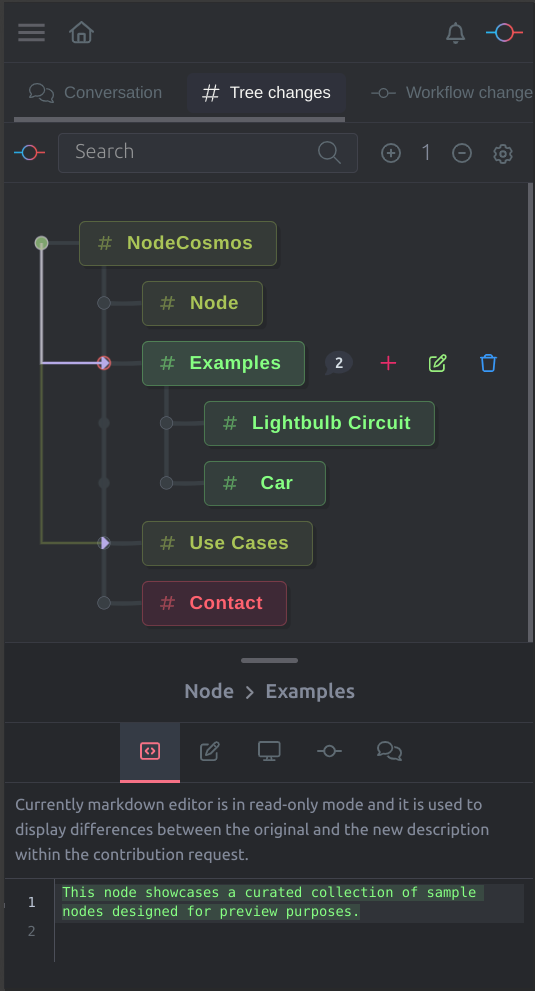 Conversation # Tree changes Workflow change
Search 1
# NodeCosmos
# Node
# Examples 2
# Lightbulb Circuit
# Car
# Use Cases
# Contact
Node > Examples
Currently markdown editor is in read-only mode and it is used to
display differences between the original and the new description
within the contribution request.
1 This node showcases a curated collection of sample
nodes designed for preview purposes.
2